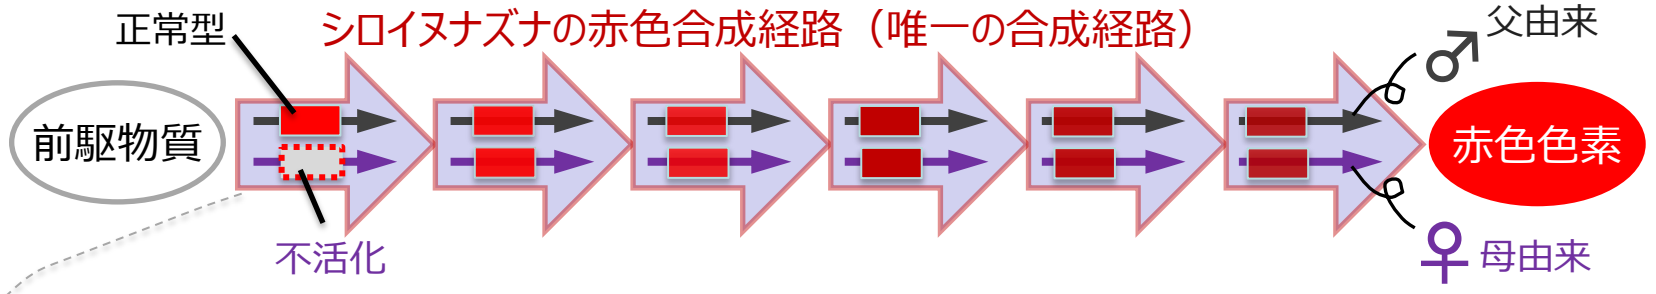 正常型
シロイヌナズナの赤色合成経路（唯一の合成経路）
父由来
前駆物質
赤色色素
不活化
母由来